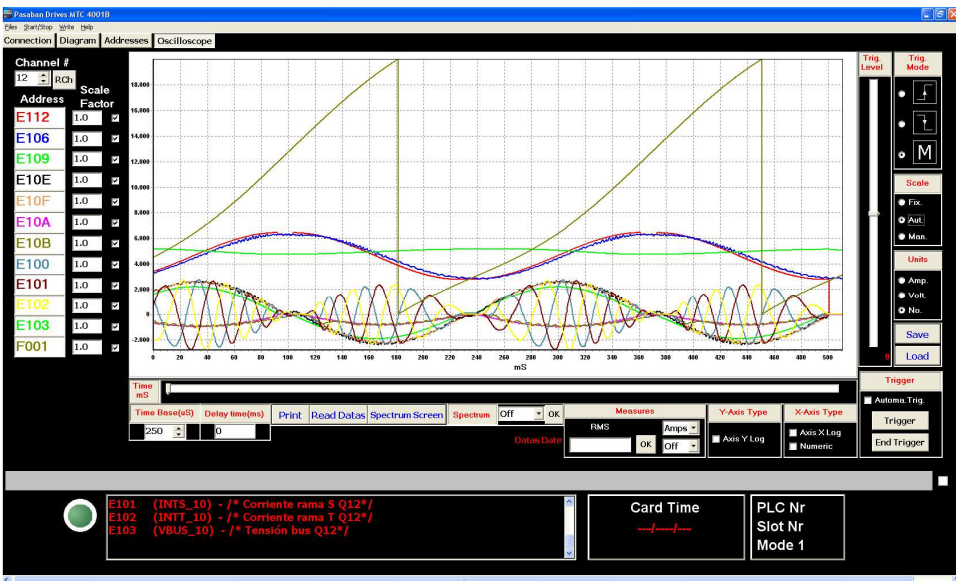 Pasaban Drives MTC 4001B
Files Start/Stop Write Help
Connection Diagram Addresses Oscilloscope
Channel #
12 RCh
Address Scale Factor
E112 1.0
E106 1.0
E109 1.0
E10E 1.0
E10F 1.0
E10A 1.0
E10B 1.0
E100 1.0
E101 1.0
E102 1.0
E103 1.0
F001 1.0
18.000
16.000
14.000
12.000
10.000
8.000
6.000
4.000
2.000
0
-2.000
0 20 40 60 80 100 120 140 160 180 200 220 240 260 280 300 320 340 360 380 400 420 440 460 480 500
mS
Trig. Level
0
Trig. Mode
M
Scale
Fix.
Aut.
Man.
Units
Amp.
Volt.
No.
Save
Load
Time mS
Time Base(uS) Delay time(ms) Print Read Datas Spectrum Screen Spectrum Off OK
250 0
Datas Date
Measures
RMS Amps
OK Off
Y-Axis Type
Axis Y Log
X-Axis Type
Axis X Log
Numeric
Trigger
Automa.Trig.
Trigger
End Trigger
E101 (INTS_10) - /* Corriente rama S Q12*/
E102 (INTT_10) - /* Corriente rama T Q12*/
E103 (VBUS_10) - /* Tensión bus Q12*/
Card Time
---/----/---
PLC Nr
Slot Nr
Mode 1